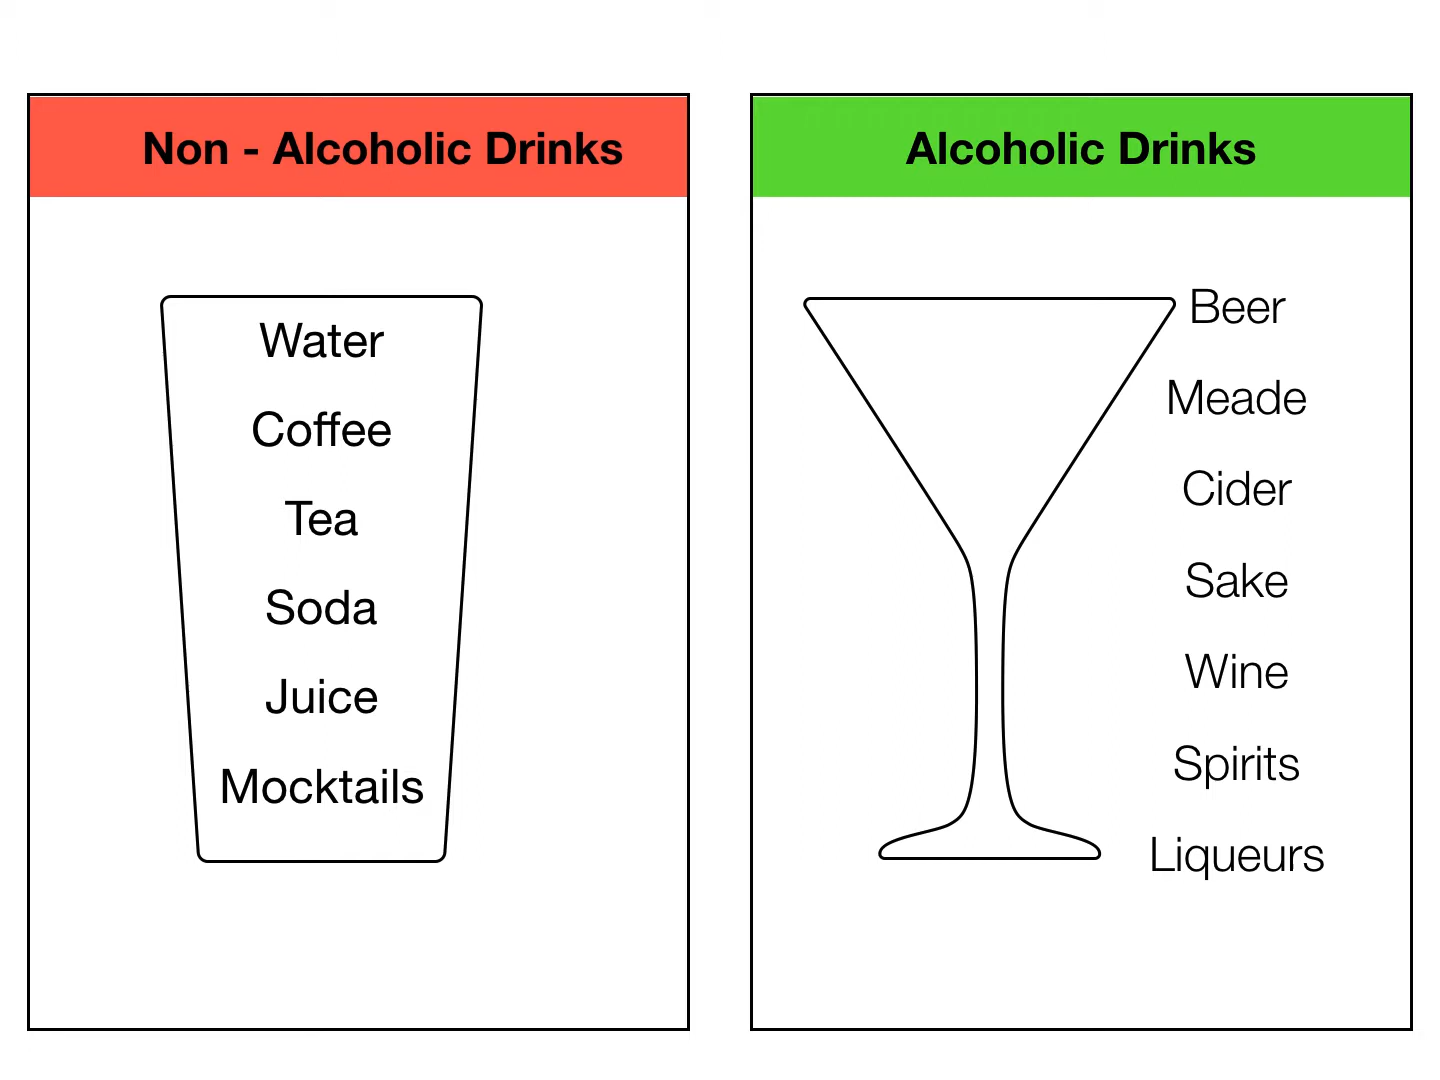 Non - Alcoholic Drinks
Water
Coffee
Tea
Soda
Juice
Mocktails
Alcoholic Drinks
Beer
Meade
Cider
Sake
Wine
Spirits
Liqueurs